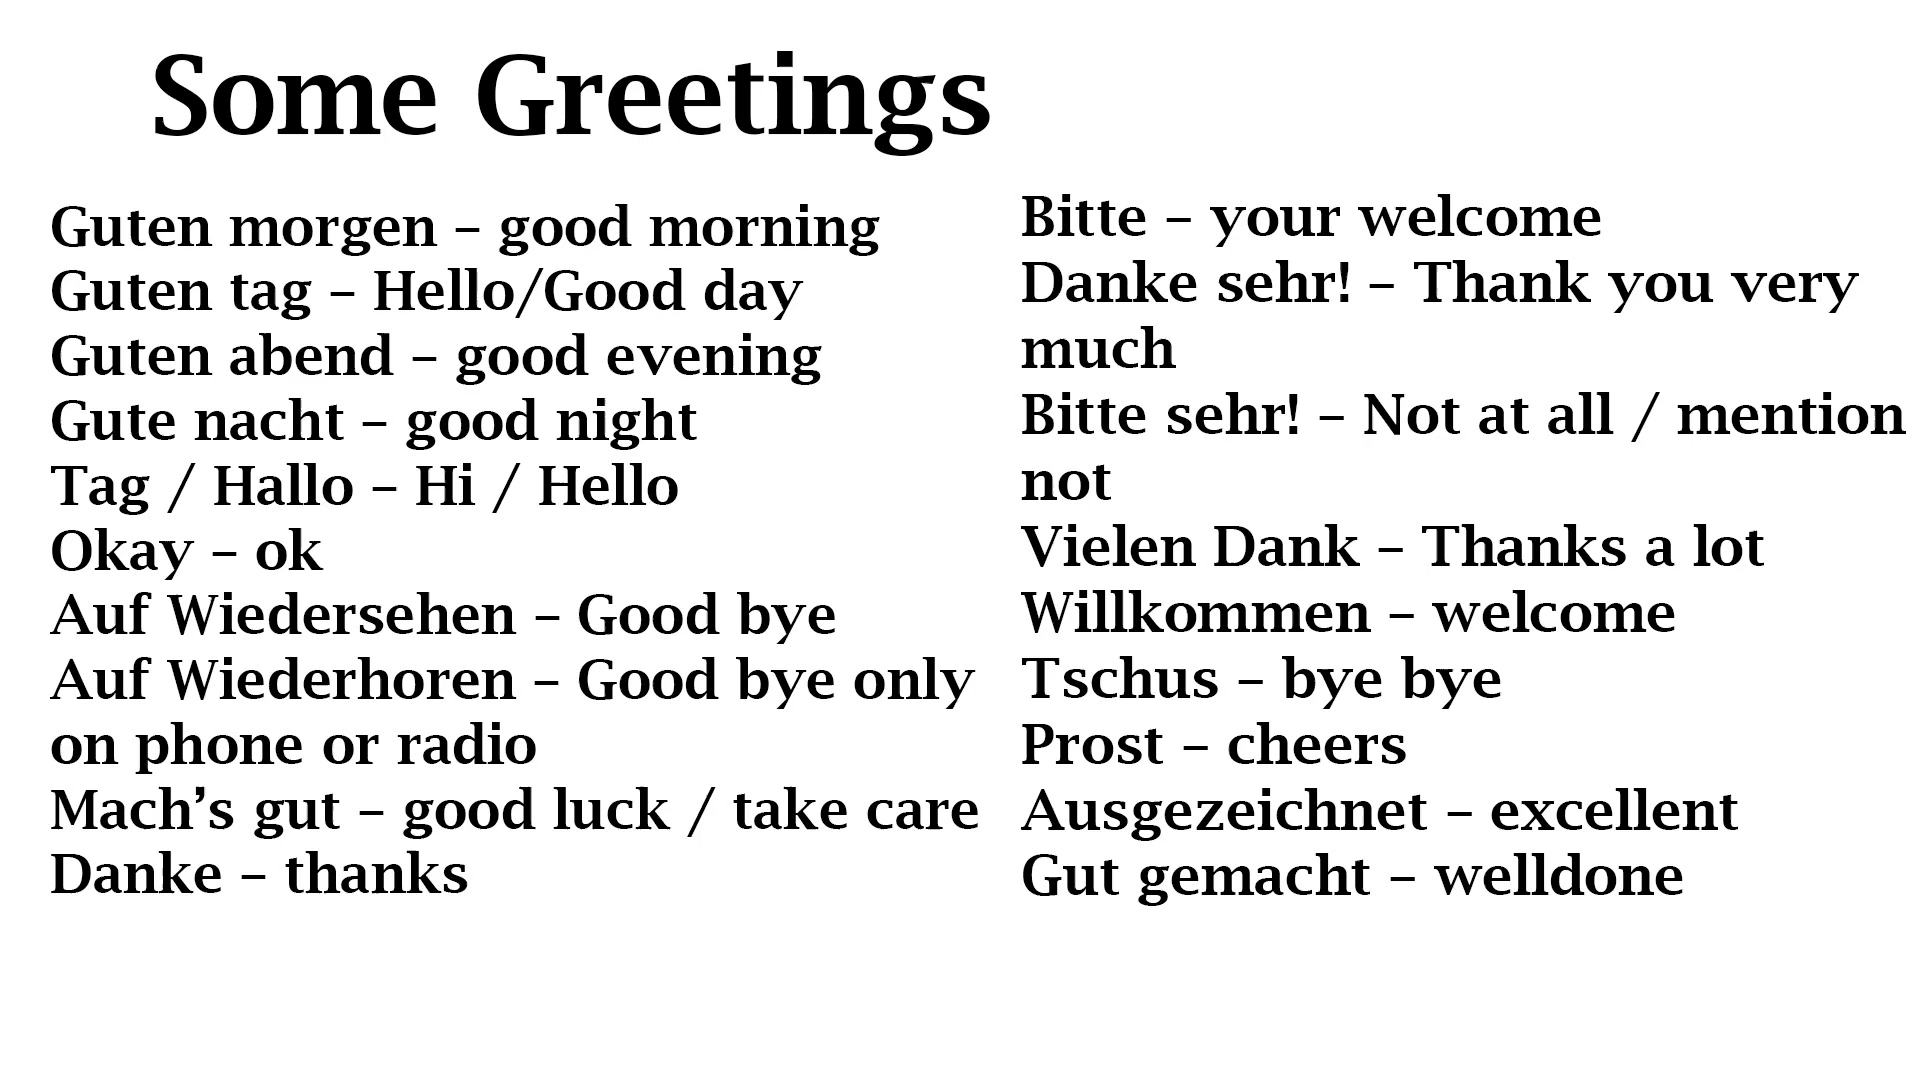 Some Greetings
Guten morgen – good morning
Guten tag – Hello/Good day
Guten abend – good evening
Gute nacht – good night
Tag / Hallo – Hi / Hello
Okay – ok
Auf Wiedersehen – Good bye
Auf Wiederhoren – Good bye only
on phone or radio
Mach’s gut – good luck / take care
Danke – thanks
Bitte – your welcome
Danke sehr! – Thank you very
much
Bitte sehr! – Not at all / mention
not
Vielen Dank – Thanks a lot
Willkommen – welcome
Tschus – bye bye
Prost – cheers
Ausgezeichnet – excellent
Gut gemacht – welldone